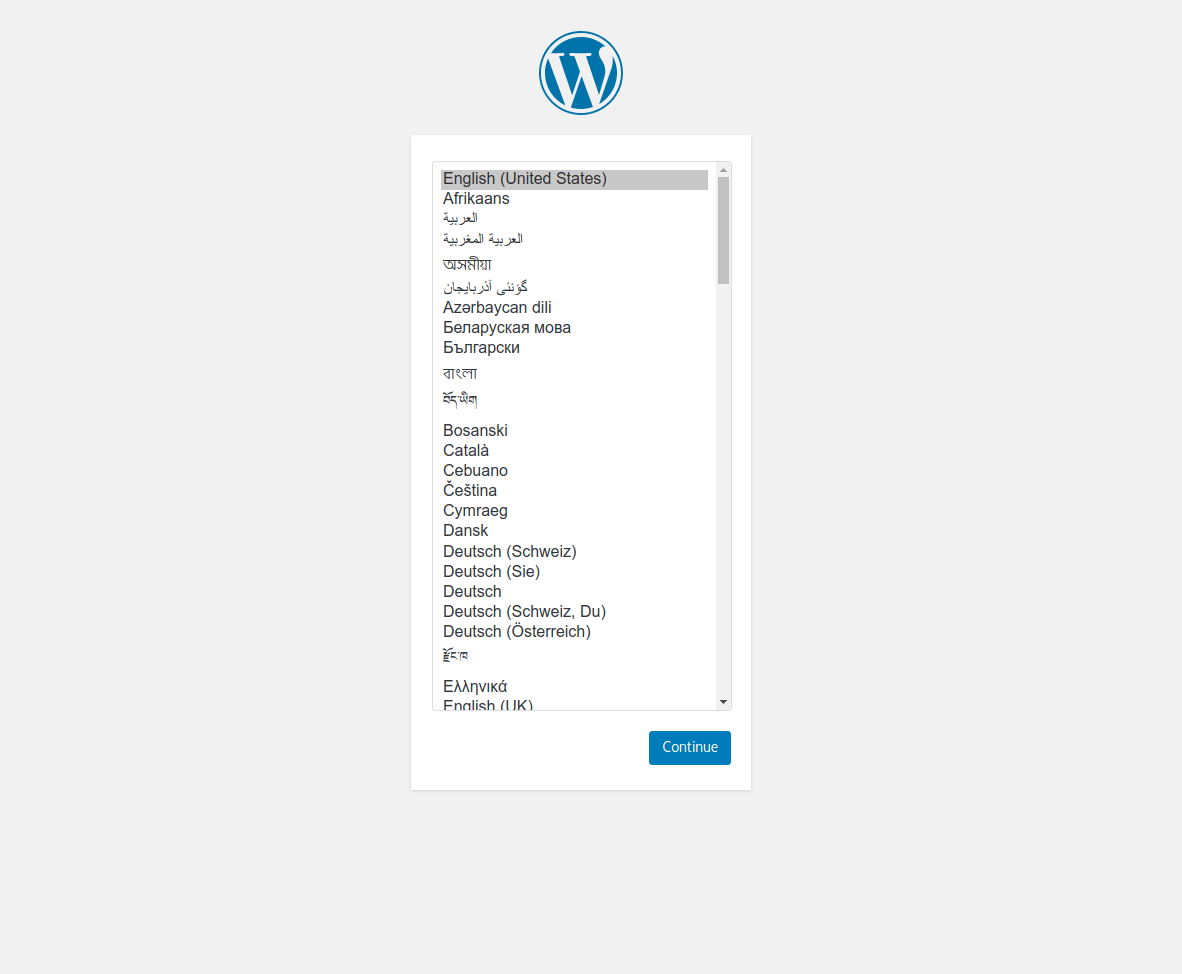 English (United States)
Afrikaans
العربية
العربية المغربية
অসমীয়া
گؤنئی آذربایجان
Azərbaycan dili
Беларуская мова
Български
বাংলা
བོད་ཡིག
Bosanski
Català
Cebuano
Čeština
Cymraeg
Dansk
Deutsch (Schweiz)
Deutsch (Sie)
Deutsch
Deutsch (Schweiz, Du)
Deutsch (Österreich)
རྫོང་ཁ
Ελληνικά
English (UK)
Continue